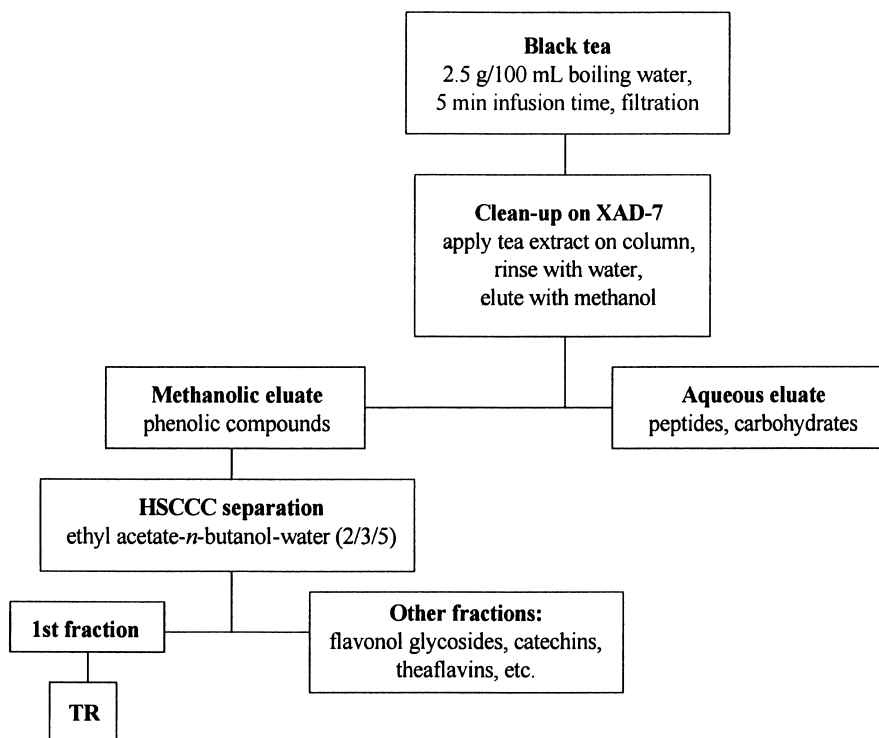 Black tea
2.5 g/100 mL boiling water,
5 min infusion time, filtration
Clean-up on XAD-7
apply tea extract on column,
rinse with water,
elute with methanol
Methanolic eluate
phenolic compounds
Aqueous eluate
peptides, carbohydrates
HSCCC separation
ethyl acetate-n-butanol-water (2/3/5)
1st fraction
Other fractions:
flavonol glycosides, catechins,
theaflavins, etc.
TR